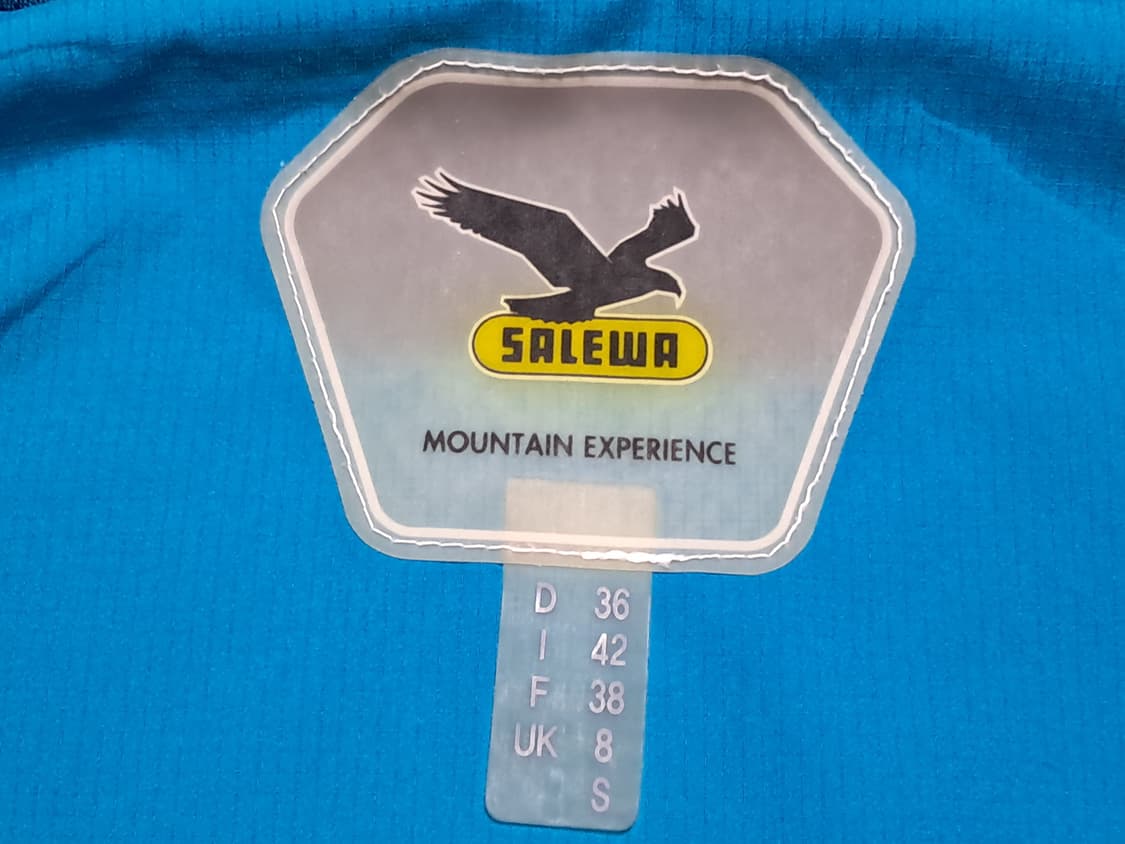 SALEWA
MOUNTAIN EXPERIENCE
D 36
I 42
F 38
UK 8
S